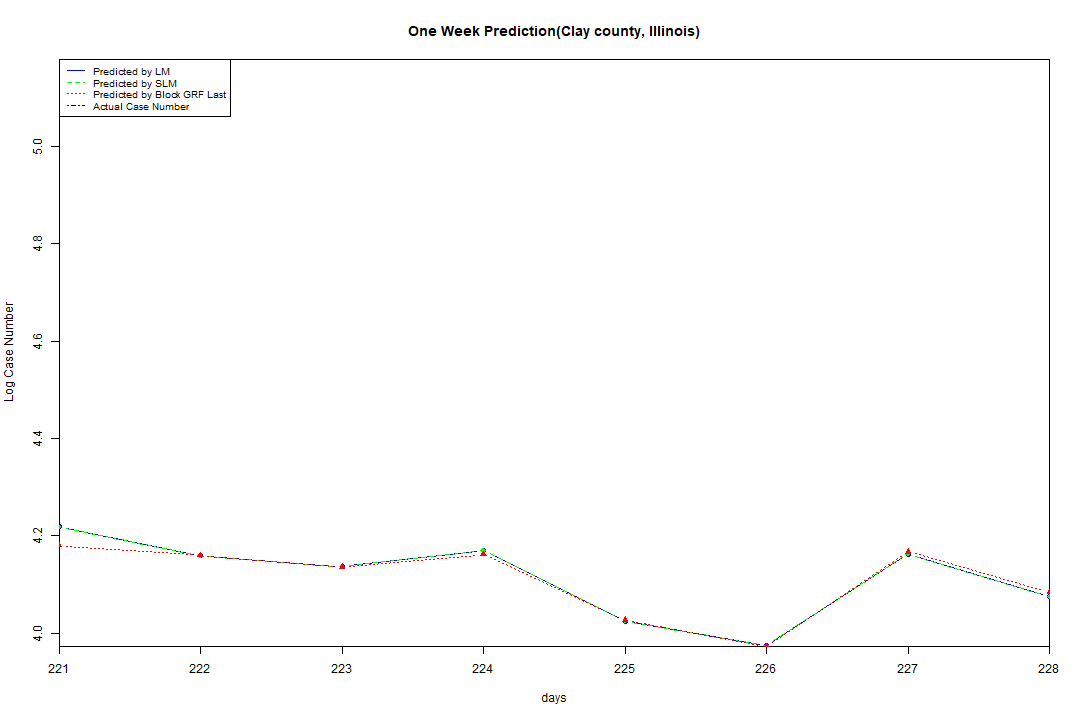 One Week Prediction(Clay county, Illinois)
Predicted by LM
Predicted by SLM
Predicted by Block GRF Last
Actual Case Number
5.0
4.8
4.6
4.4
4.2
4.0
Log Case Number
221 222 223 224 225 226 227 228
days